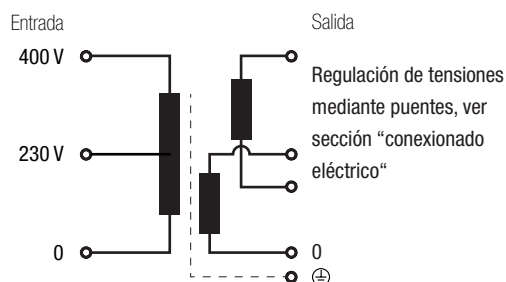 Entrada
Salida
400 V
Regulación de tensiones
mediante puentes, ver
sección “conexionado
eléctrico“
230 V
0
0